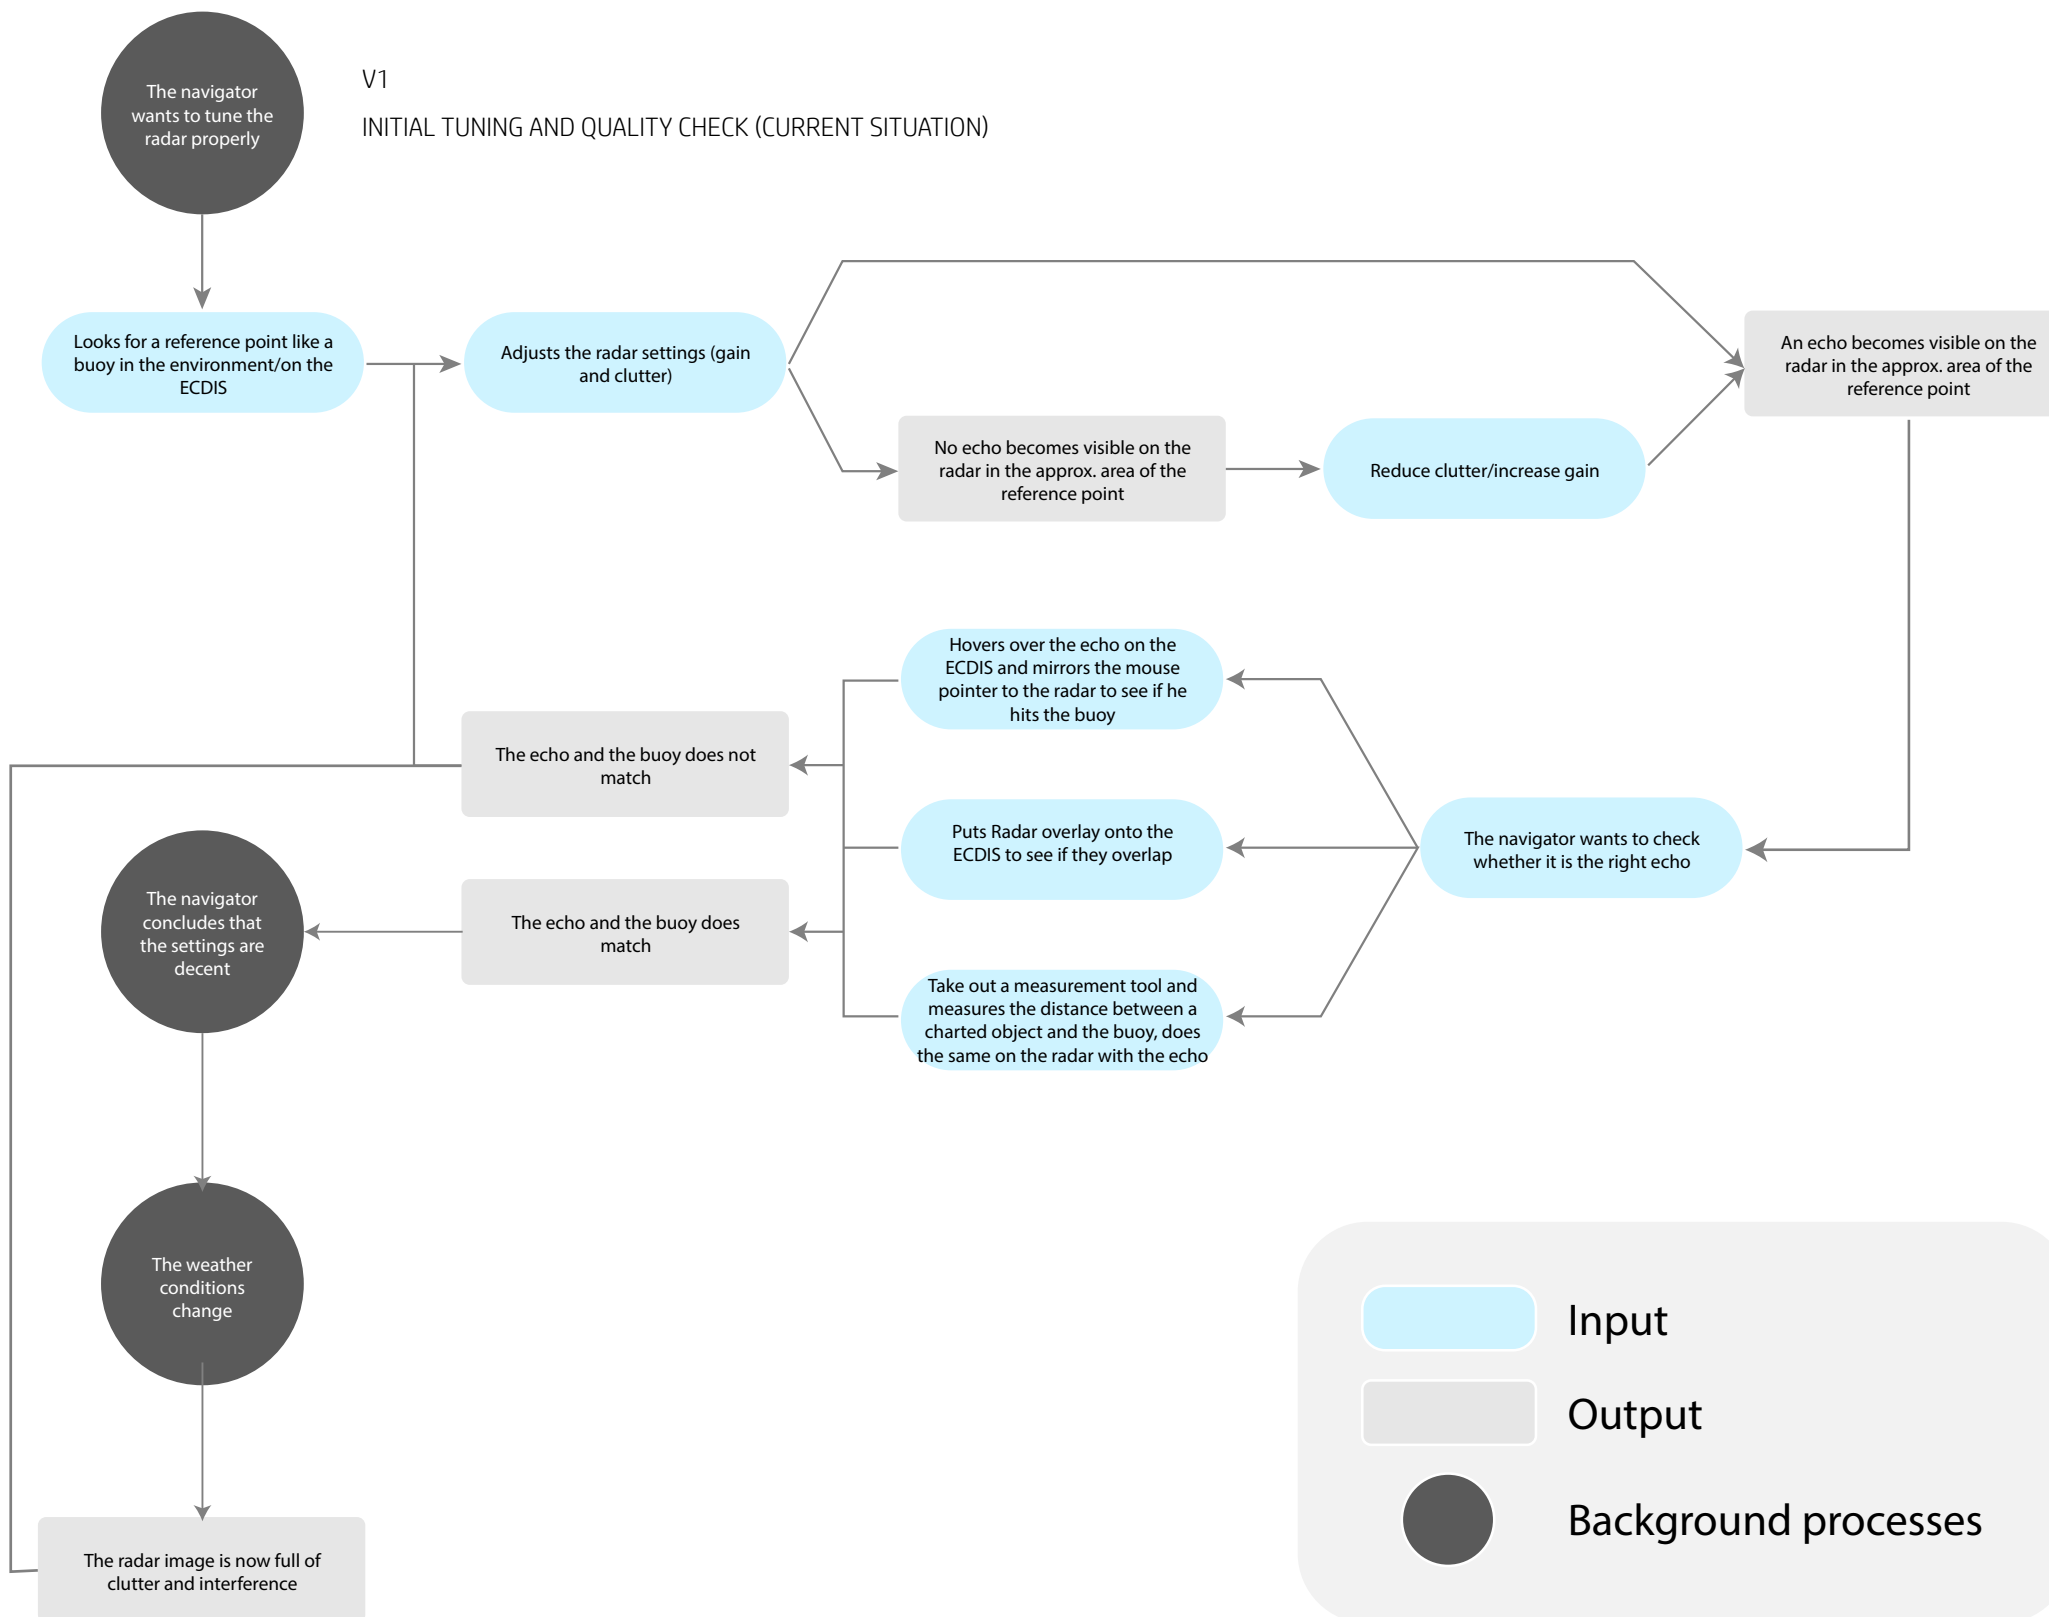 The navigator
wants to tune the
radar properly
V1
INITIAL TUNING AND QUALITY CHECK (CURRENT SITUATION)
Looks for a reference point like a
buoy in the environment/on the
ECDIS
Adjusts the radar settings (gain
and clutter)
An echo becomes visible on the
radar in the approx. area of the
reference point
No echo becomes visible on the
radar in the approx. area of the
reference point
Reduce clutter/increase gain
Hovers over the echo on the
ECDIS and mirrors the mouse
pointer to the radar to see if he
hits the buoy
The echo and the buoy does not
match
Puts Radar overlay onto the
ECDIS to see if they overlap
The navigator wants to check
whether it is the right echo
The navigator
concludes that
the settings are
decent
The echo and the buoy does
match
Take out a measurement tool and
measures the distance between a
charted object and the buoy, does
the same on the radar with the echo
The weather
conditions
change
The radar image is now full of
clutter and interference
Input
Output
Background processes